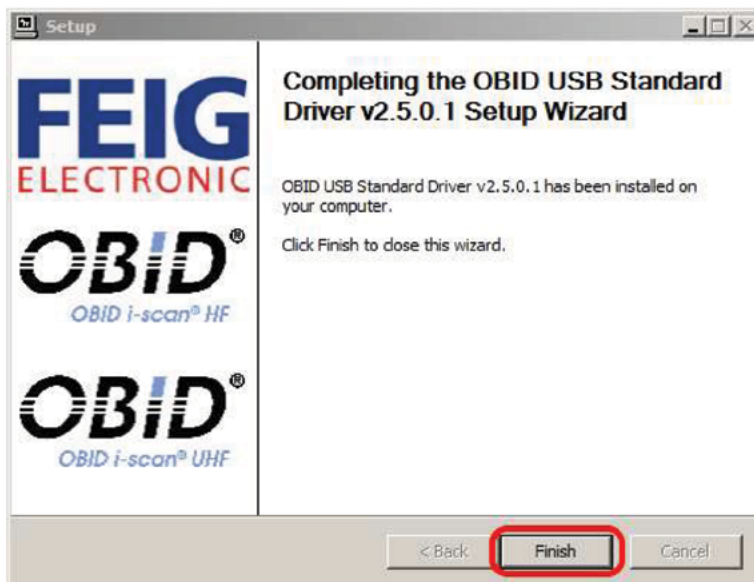 Setup
FEIG
ELECTRONIC
OBiD®
OBiD i-scan® HF
OBiD®
OBiD i-scan® UHF
Completing the OBID USB Standard
Driver v2.5.0.1 Setup Wizard
OBID USB Standard Driver v2.5.0.1 has been installed on
your computer.
Click Finish to close this wizard.
< Back
Finish
Cancel